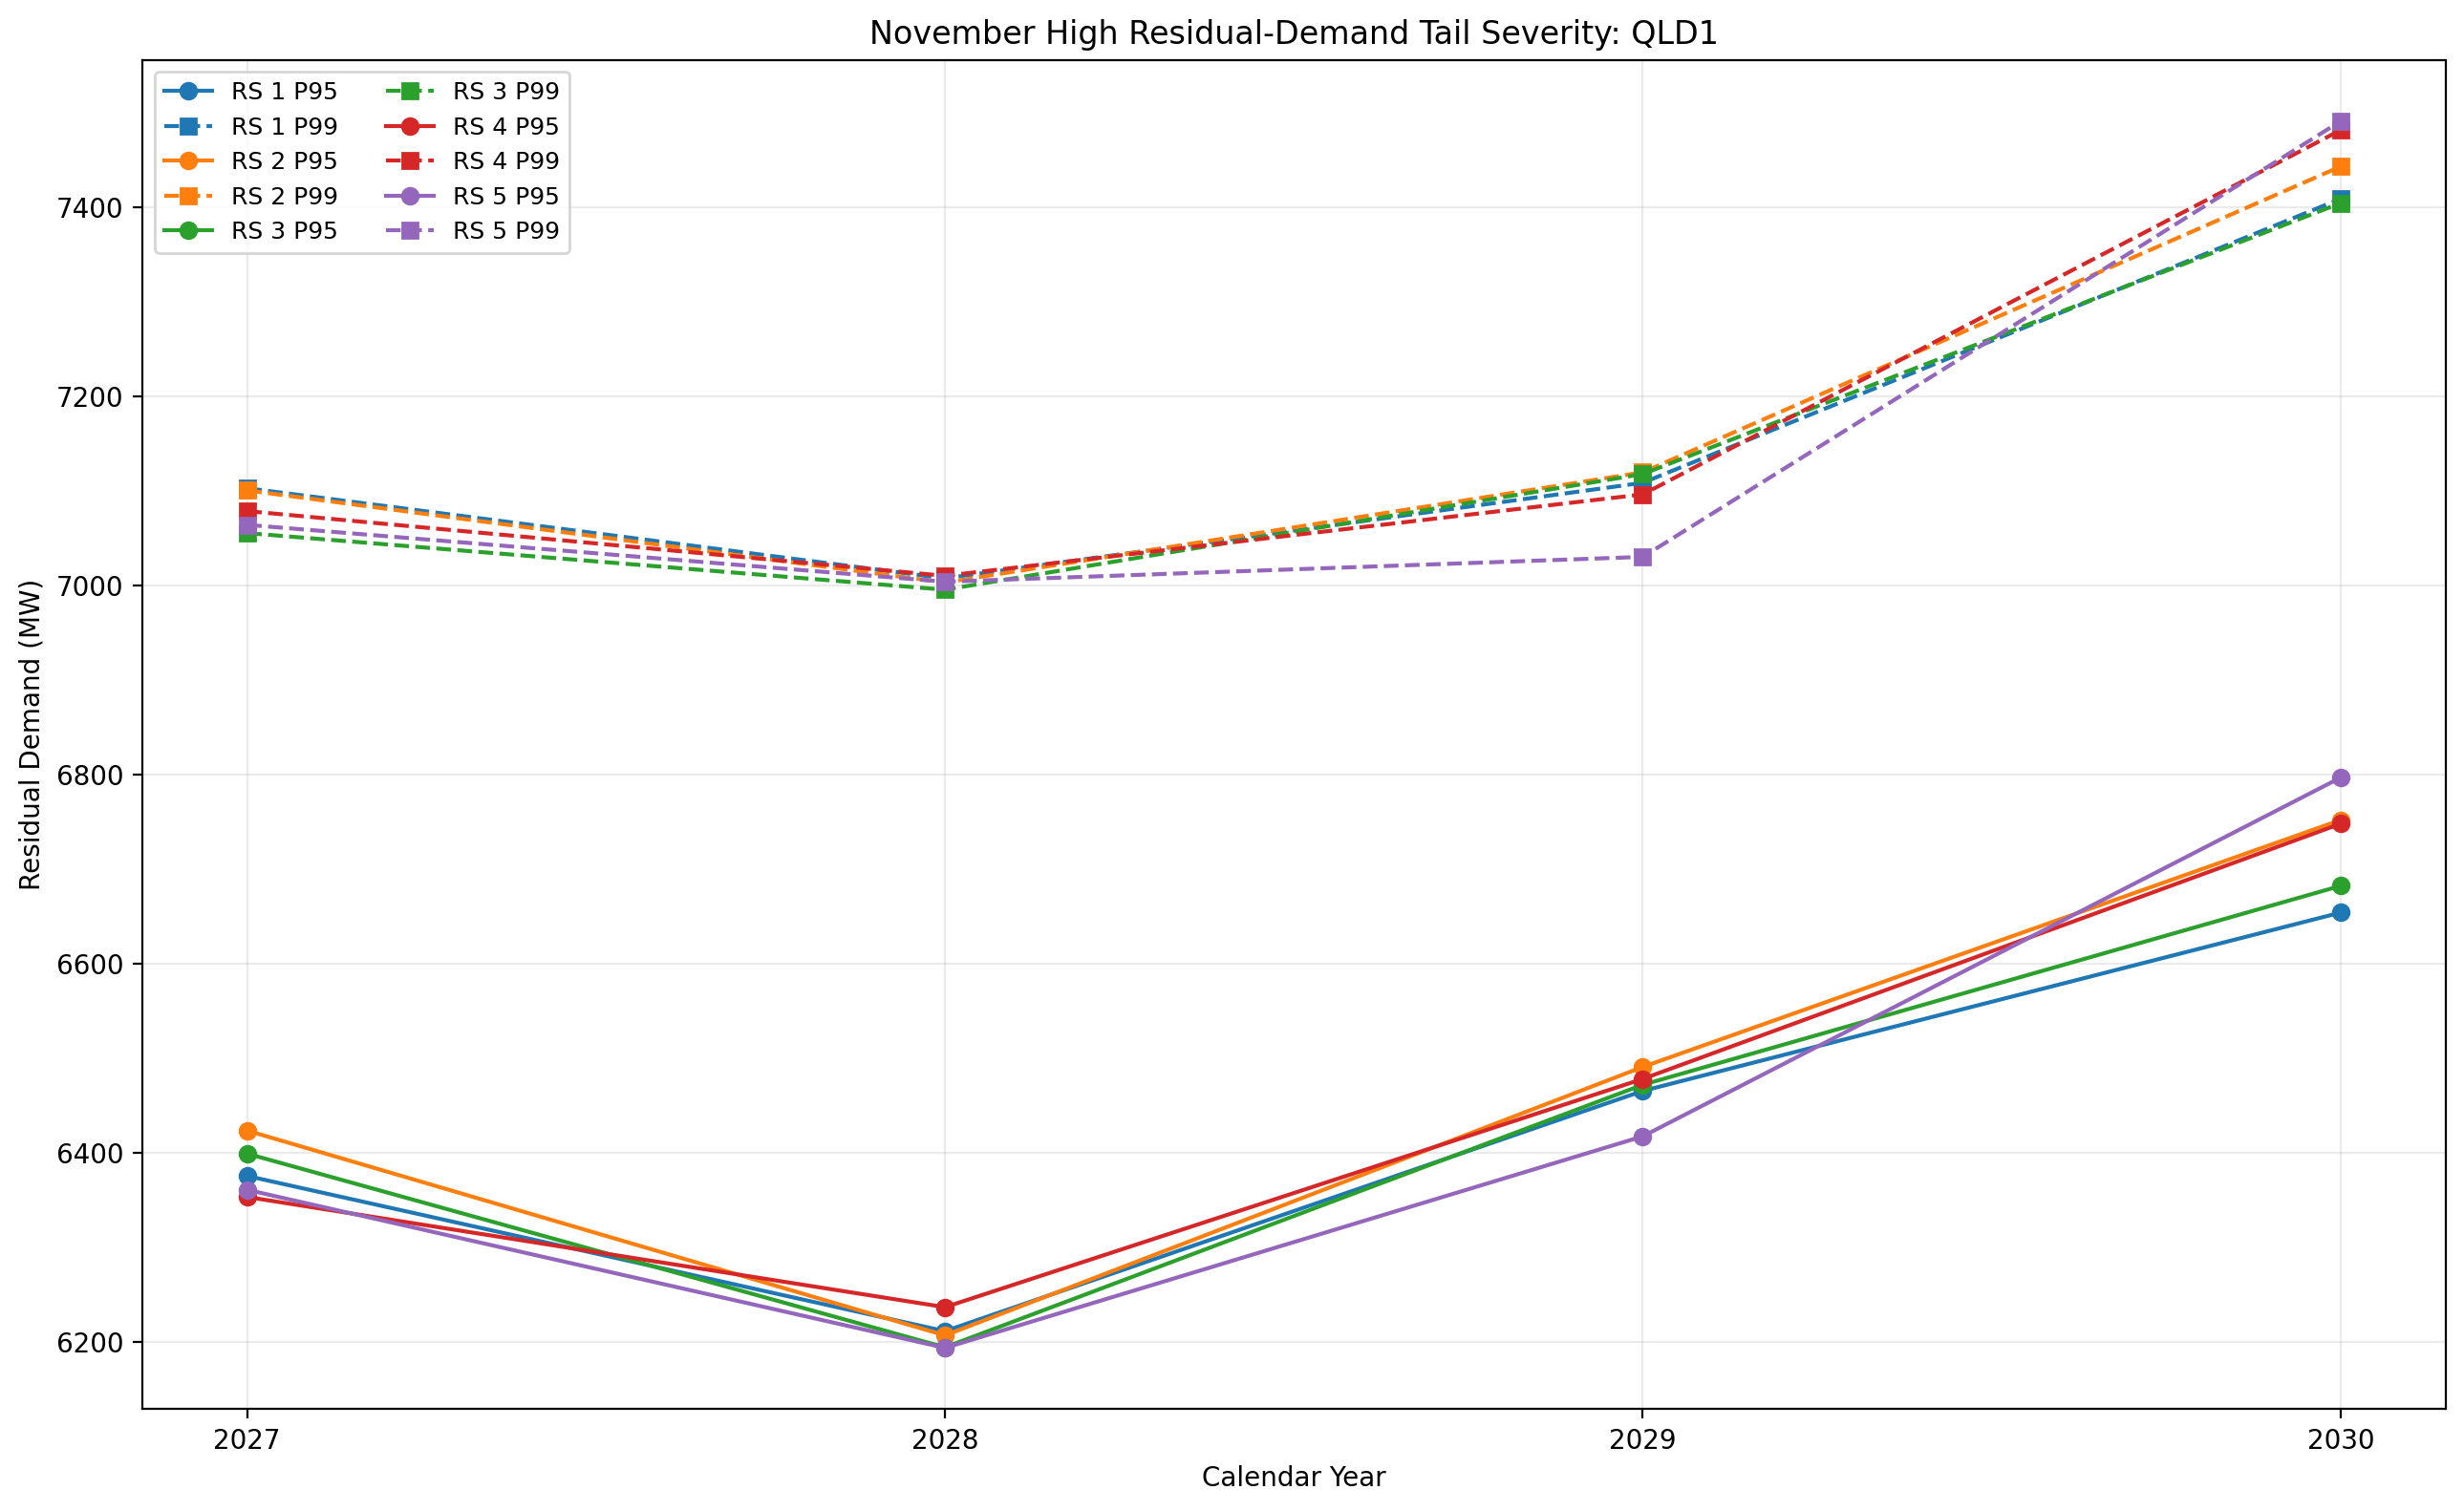 November High Residual-Demand Tail Severity: QLD1
RS 1 P95
RS 1 P99
RS 2 P95
RS 2 P99
RS 3 P95
RS 3 P99
RS 4 P95
RS 4 P99
RS 5 P95
RS 5 P99
Residual Demand (MW)
7400
7200
7000
6800
6600
6400
6200
2027
2028
2029
2030
Calendar Year